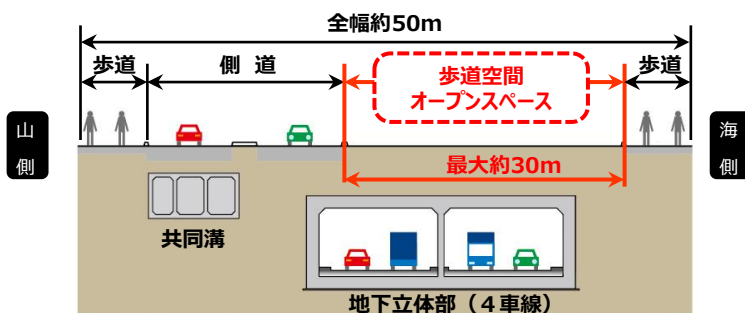 全幅約50m
歩道
側 道
歩道空間
オープンスペース
歩道
山
側
海
側
最大約30m
共同溝
地下立体部（４車線）